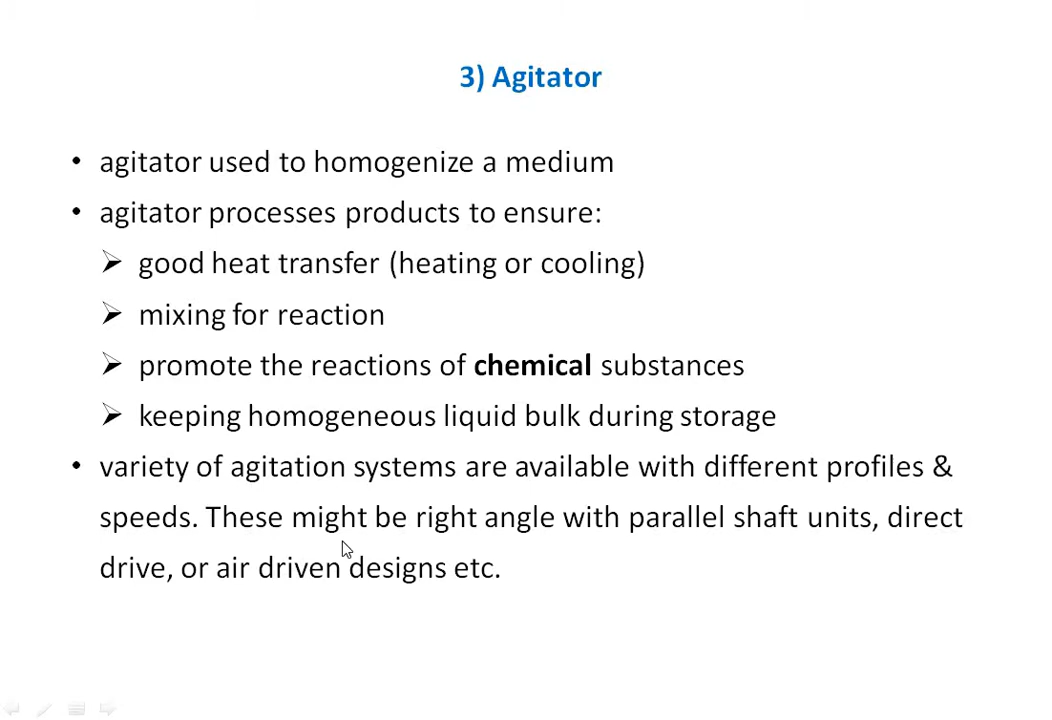 3) Agitator
• agitator used to homogenize a medium
• agitator processes products to ensure:
➢ good heat transfer (heating or cooling)
➢ mixing for reaction
➢ promote the reactions of chemical substances
➢ keeping homogeneous liquid bulk during storage
• variety of agitation systems are available with different profiles &
speeds. These might be right angle with parallel shaft units, direct
drive, or air driven designs etc.